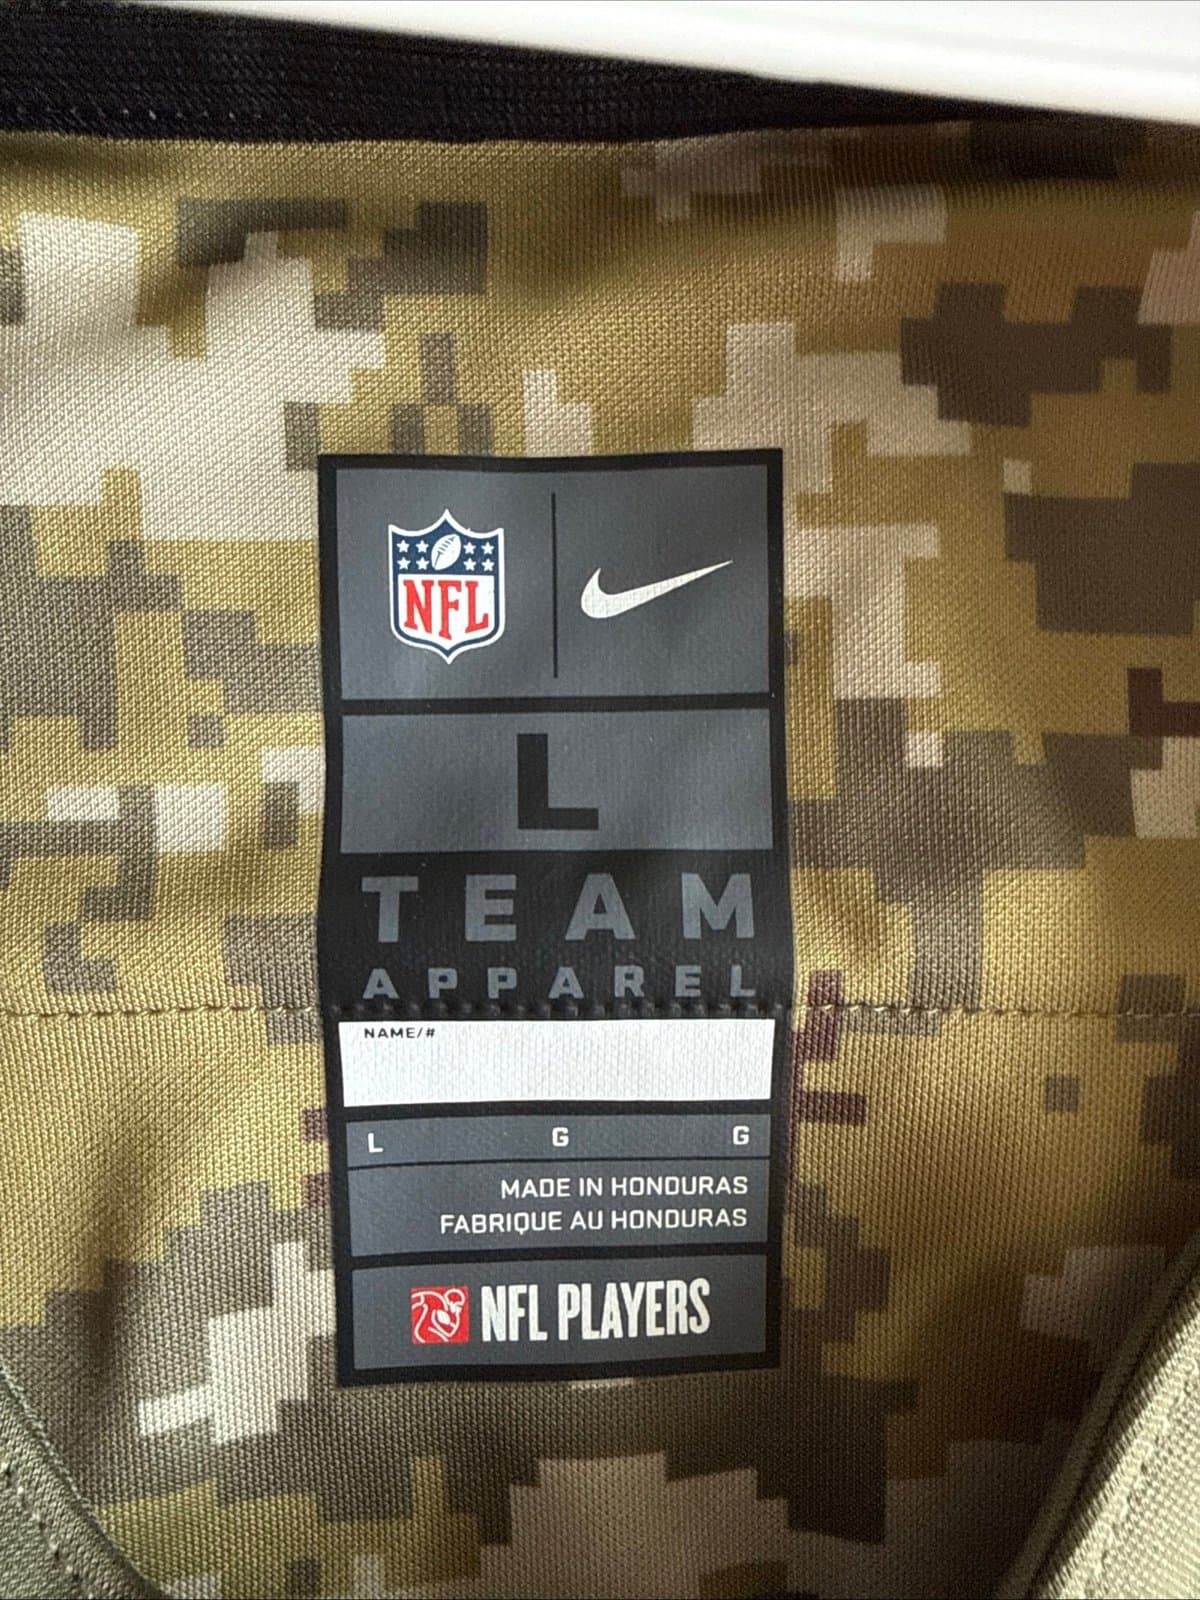 NFL
L
TEAM
APPAREL
NAME/#
L G G
MADE IN HONDURAS
FABRIQUE AU HONDURAS
NFL PLAYERS